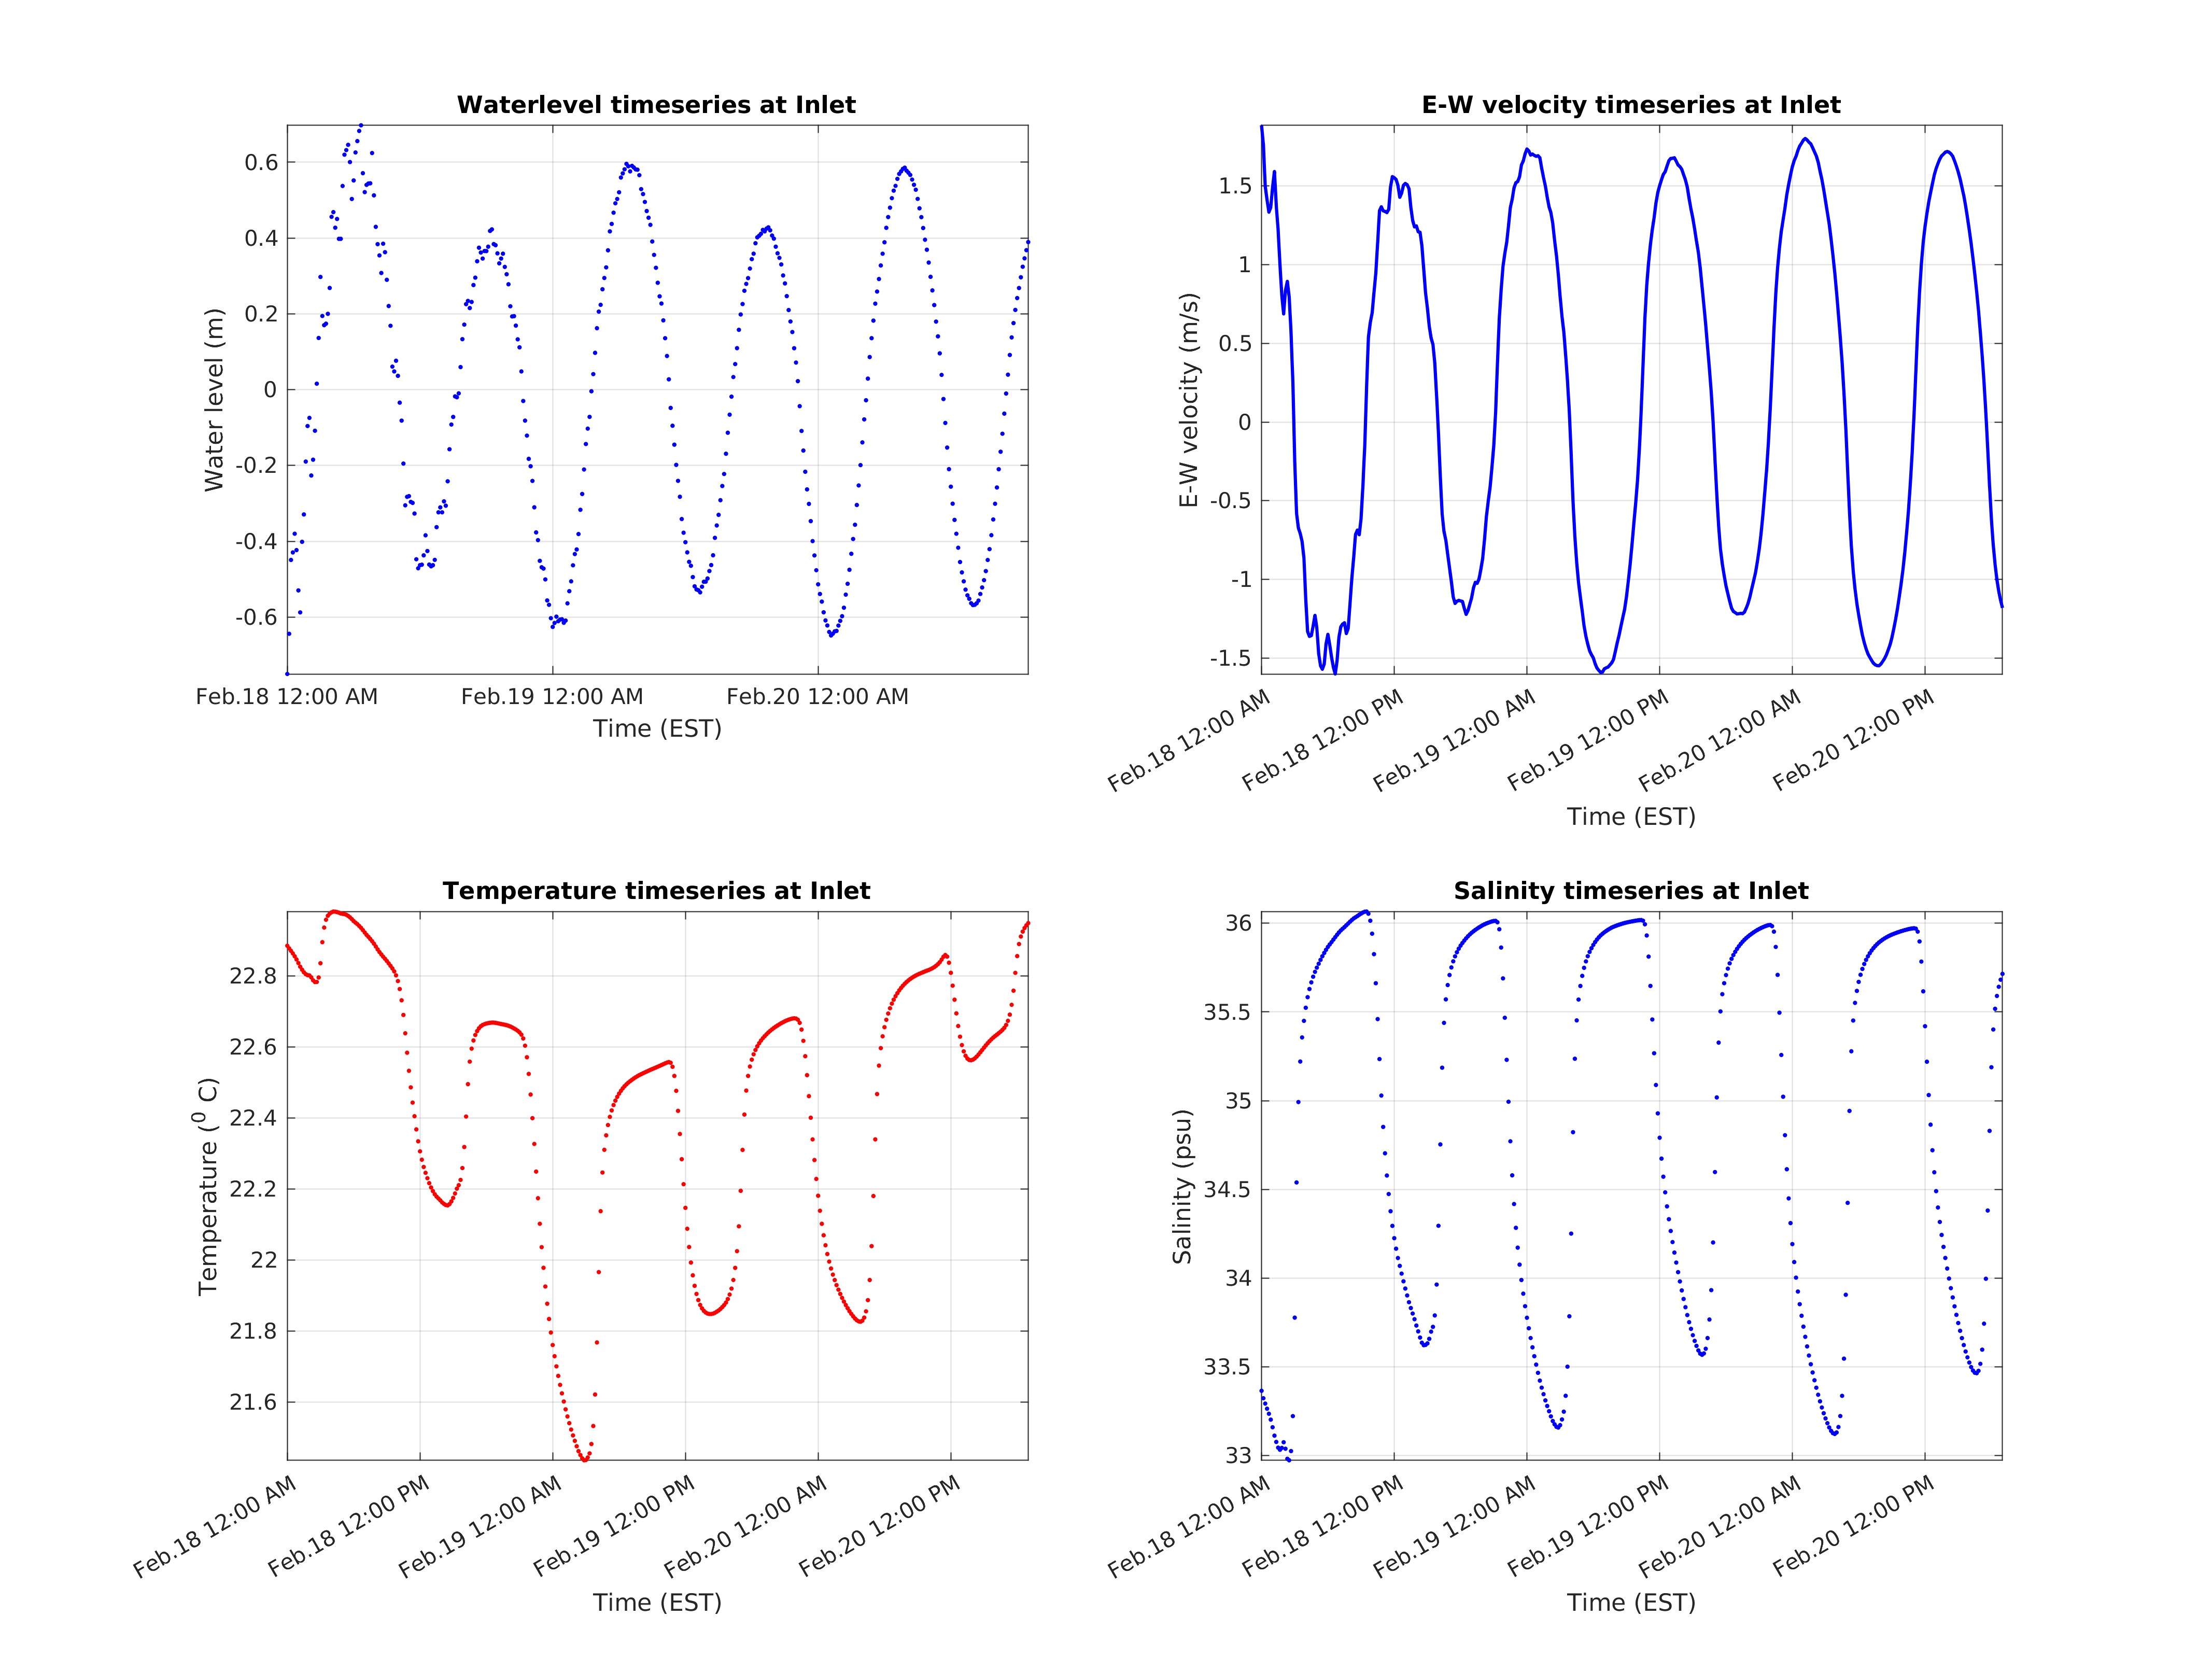 Waterlevel timeseries at Inlet
0.6
0.4
0.2
0
-0.2
-0.4
-0.6
Water level (m)
Feb.18 12:00 AM
Feb.19 12:00 AM
Feb.20 12:00 AM
Time (EST)
E-W velocity timeseries at Inlet
1.5
1
0.5
0
-0.5
-1
-1.5
E-W velocity (m/s)
Feb.18 12:00 AM
Feb.18 12:00 PM
Feb.19 12:00 AM
Feb.19 12:00 PM
Feb.20 12:00 AM
Feb.20 12:00 PM
Time (EST)
Temperature timeseries at Inlet
22.8
22.6
22.4
22.2
22
21.8
21.6
Temperature (⁰ C)
Feb.18 12:00 AM
Feb.18 12:00 PM
Feb.19 12:00 AM
Feb.19 12:00 PM
Feb.20 12:00 AM
Feb.20 12:00 PM
Time (EST)
Salinity timeseries at Inlet
36
35.5
35
34.5
34
33.5
33
Salinity (psu)
Feb.18 12:00 AM
Feb.18 12:00 PM
Feb.19 12:00 AM
Feb.19 12:00 PM
Feb.20 12:00 AM
Feb.20 12:00 PM
Time (EST)